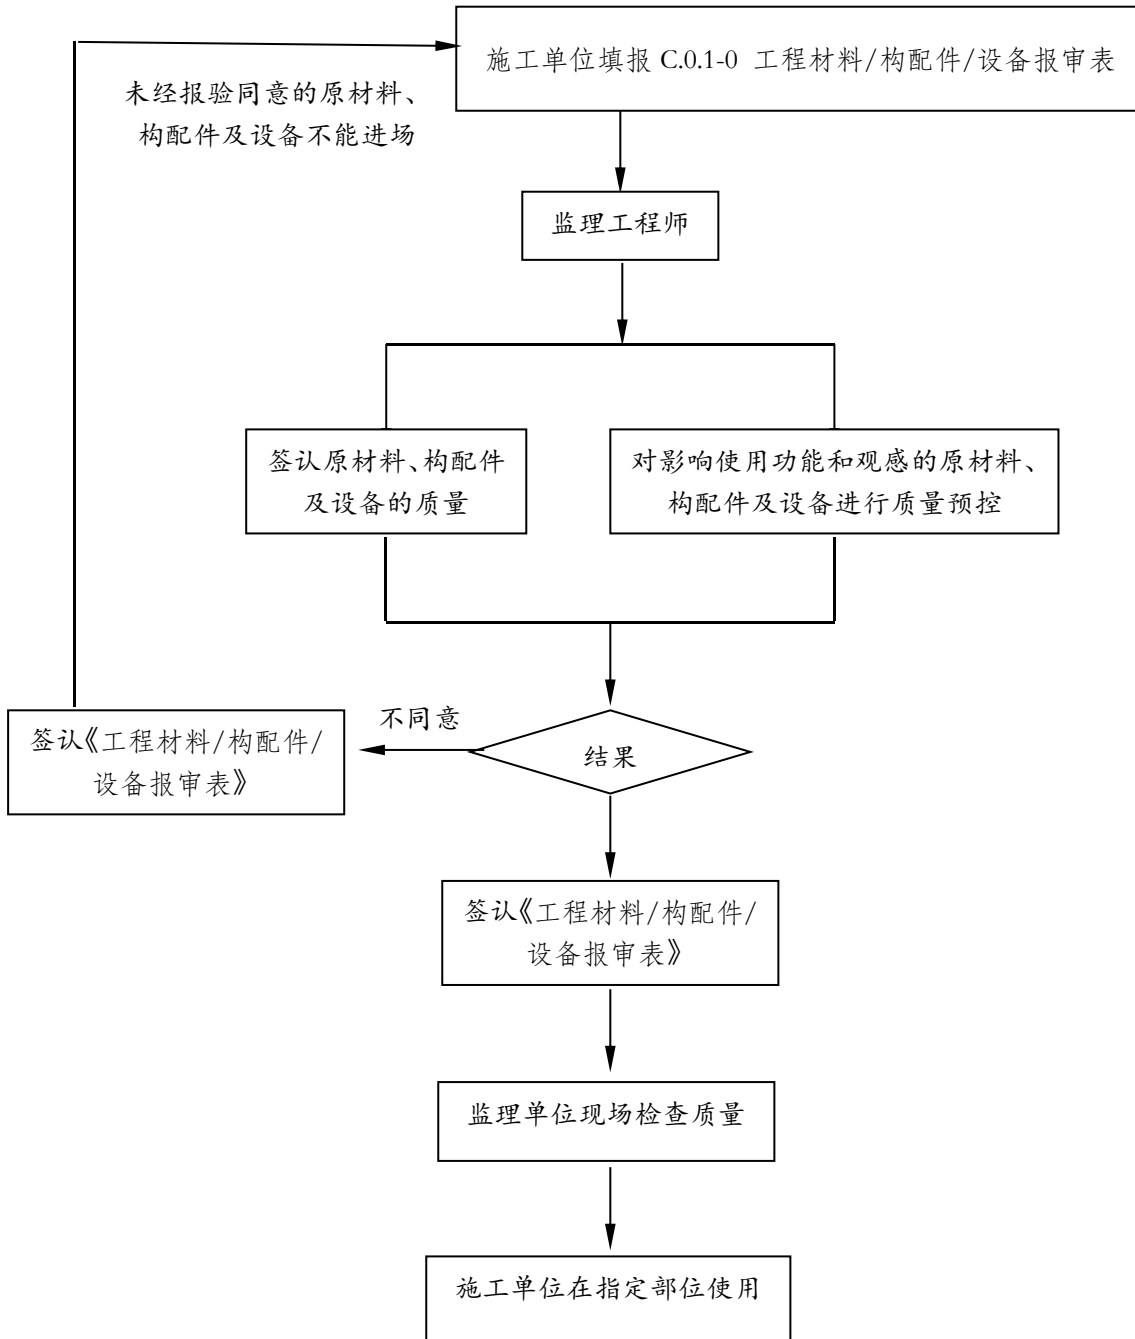 施工单位填报 C.0.1-0 工程材料/构配件/设备报审表
未经报验同意的原材料、
构配件及设备不能进场
监理工程师
签认原材料、构配件
及设备的质量
对影响使用功能和观感的原材料、
构配件及设备进行质量预控
不同意
签认《工程材料/构配件/
设备报审表》
结果
签认《工程材料/构配件/
设备报审表》
监理单位现场检查质量
施工单位在指定部位使用